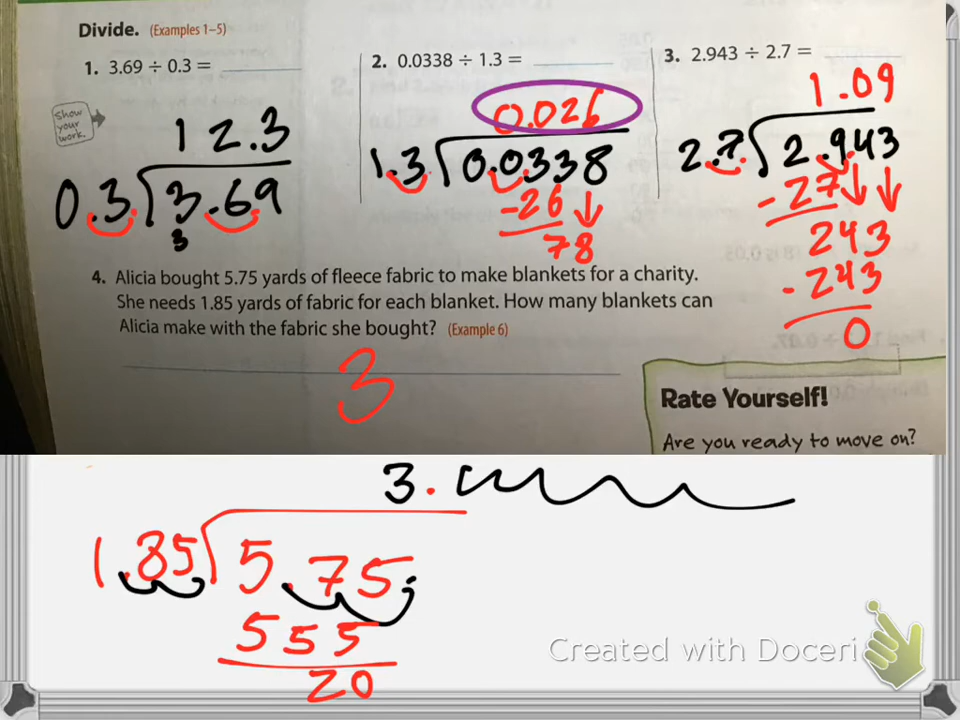 Divide. (Examples 1–5)
1. 3.69 ÷ 0.3 = ________
2. 0.0338 ÷ 1.3 = ________
3. 2.943 ÷ 2.7 = ________
Show your work.
12.3
0.3 3.69
3
0.026
1.3 0.0338
-26
78
1.09
2.7 2.943
-27
243
-243
0
4. Alicia bought 5.75 yards of fleece fabric to make blankets for a charity.
She needs 1.85 yards of fabric for each blanket. How many blankets can
Alicia make with the fabric she bought? (Example 6)
3
Rate Yourself!
Are you ready to move on?
3.
1.85 5.75
555
20
Created with Doceri